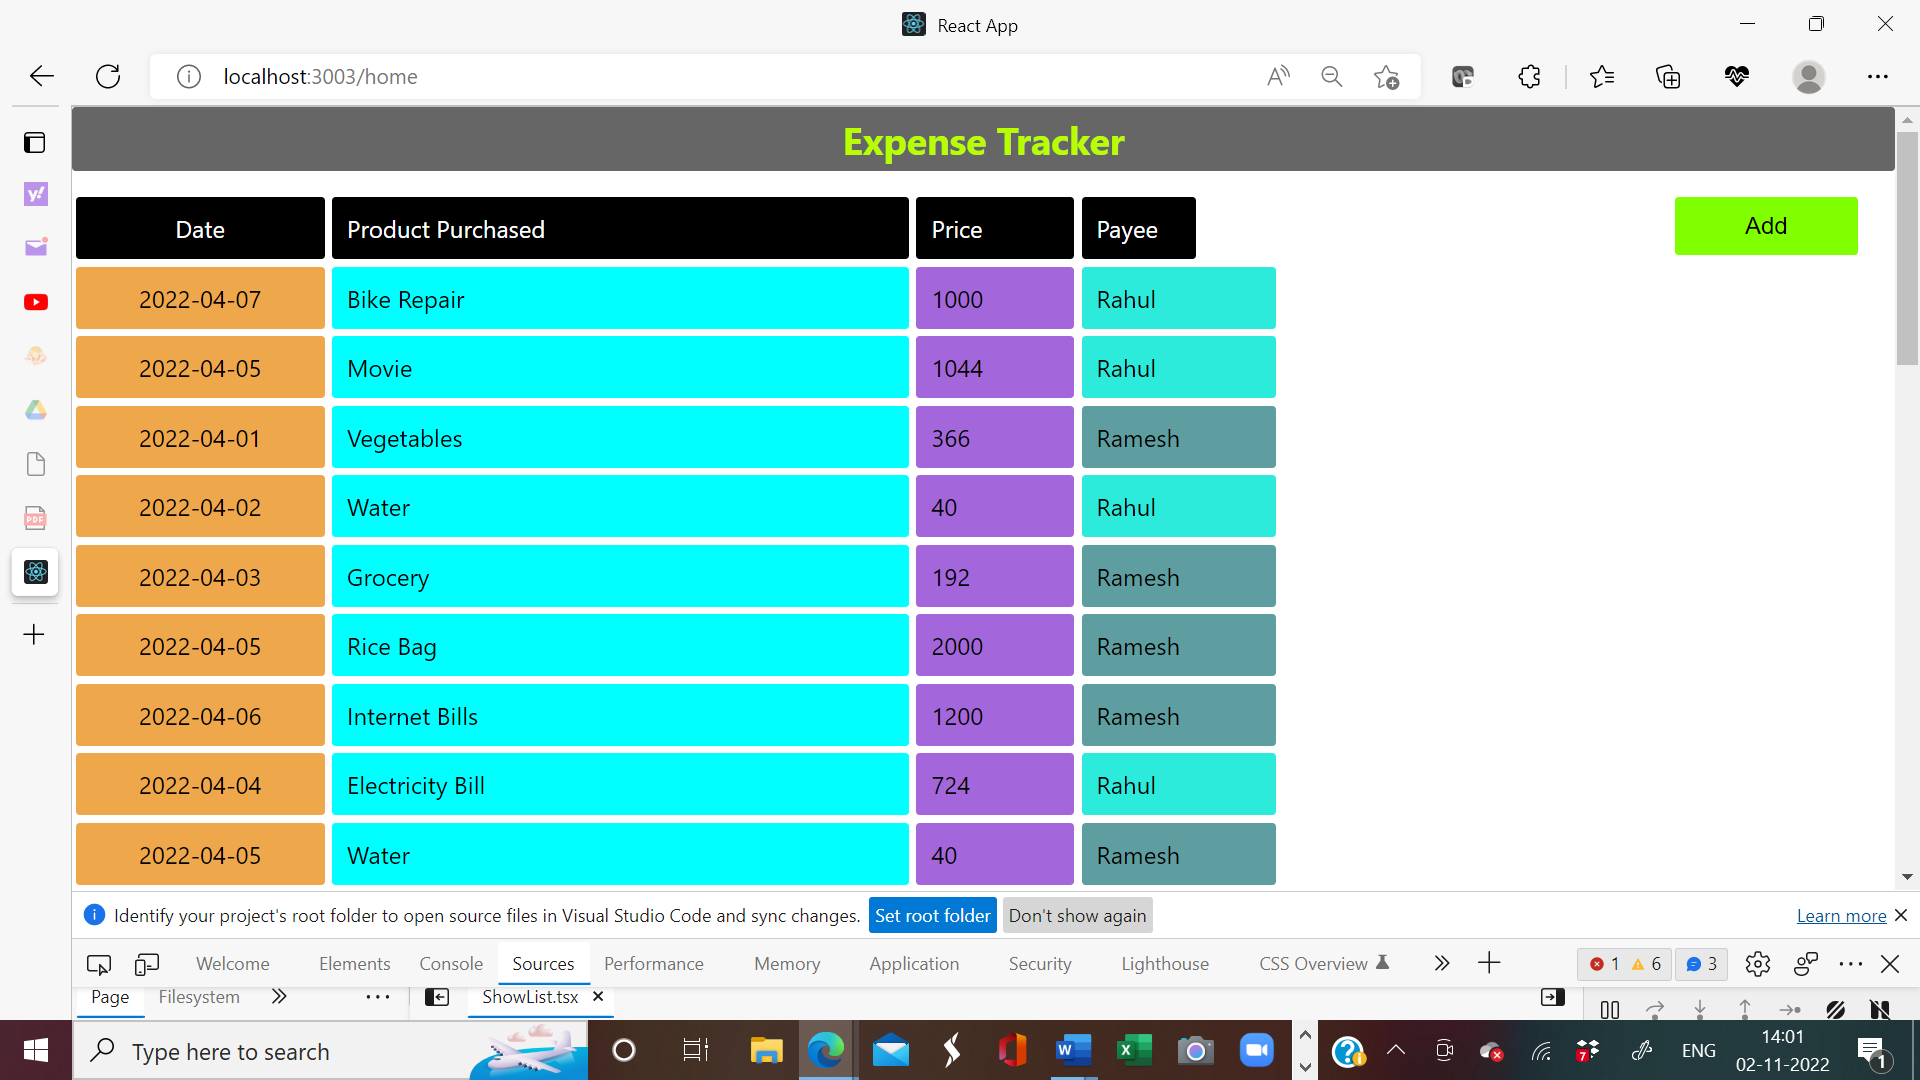 React App
localhost:3003/home
Expense Tracker
Date Product Purchased Price Payee Add
2022-04-07 Bike Repair 1000 Rahul
2022-04-05 Movie 1044 Rahul
2022-04-01 Vegetables 366 Ramesh
2022-04-02 Water 40 Rahul
2022-04-03 Grocery 192 Ramesh
2022-04-05 Rice Bag 2000 Ramesh
2022-04-06 Internet Bills 1200 Ramesh
2022-04-04 Electricity Bill 724 Rahul
2022-04-05 Water 40 Ramesh
Identify your project's root folder to open source files in Visual Studio Code and sync changes. Set root folder Don't show again Learn more
Welcome Elements Console Sources Performance Memory Application Security Lighthouse CSS Overview 1 6 3
Page Filesystem ShowList.tsx
Type here to search
ENG
14:01
02-11-2022
7
1
PDF
y!